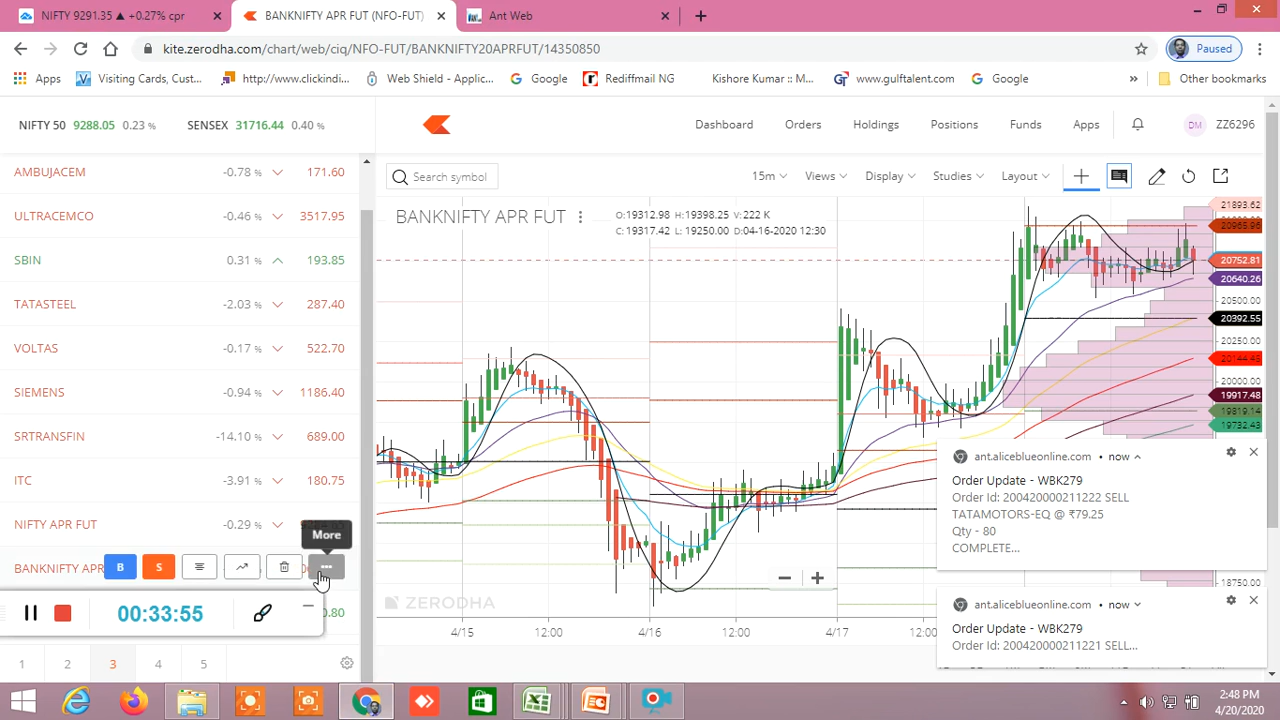 NIFTY 9291.35 ▲ +0.27% cpr
BANKNIFTY APR FUT (NFO-FUT)
Ant Web
kite.zerodha.com/chart/web/ciq/NFO-FUT/BANKNIFTY20APRFUT/14350850
Paused
Apps
Visiting Cards, Cust...
http://www.clickindi...
Web Shield - Applic...
Google
Rediffmail NG
Kishore Kumar :: M...
www.gulftalent.com
Google
»
Other bookmarks
NIFTY 50 9288.05 0.23 %
SENSEX 31716.44 0.40 %
Dashboard
Orders
Holdings
Positions
Funds
Apps
DM
ZZ6296
AMBUJACEM -0.78 % 171.60
ULTRACEMCO -0.46 % 3517.95
SBIN 0.31 % 193.85
TATASTEEL -2.03 % 287.40
VOLTAS -0.17 % 522.70
SIEMENS -0.94 % 1186.40
SRTRANSFIN -14.10 % 689.00
ITC -3.91 % 180.75
NIFTY APR FUT -0.29 %
More
BANKNIFTY APR
B
S
00:33:55
0.80
1 2 3 4 5
Search symbol
15m
Views
Display
Studies
Layout
BANKNIFTY APR FUT
O:19312.98 H:19398.25 V: 222 K
C:19317.42 L: 19250.00 D:04-16-2020 12:30
21893.62
20965.96
20752.81
20640.26
20500.00
20392.55
20250.00
20144.45
20000.00
19917.48
19819.14
19732.43
18750.00
ZERODHA
4/15
12:00
4/16
12:00
4/17
12:00
ant.aliceblueonline.com • now
Order Update - WBK279
Order Id: 200420000211222 SELL
TATAMOTORS-EQ @ ₹79.25
Qty - 80
COMPLETE...
ant.aliceblueonline.com • now
Order Update - WBK279
Order Id: 200420000211221 SELL...
2:48 PM
4/20/2020